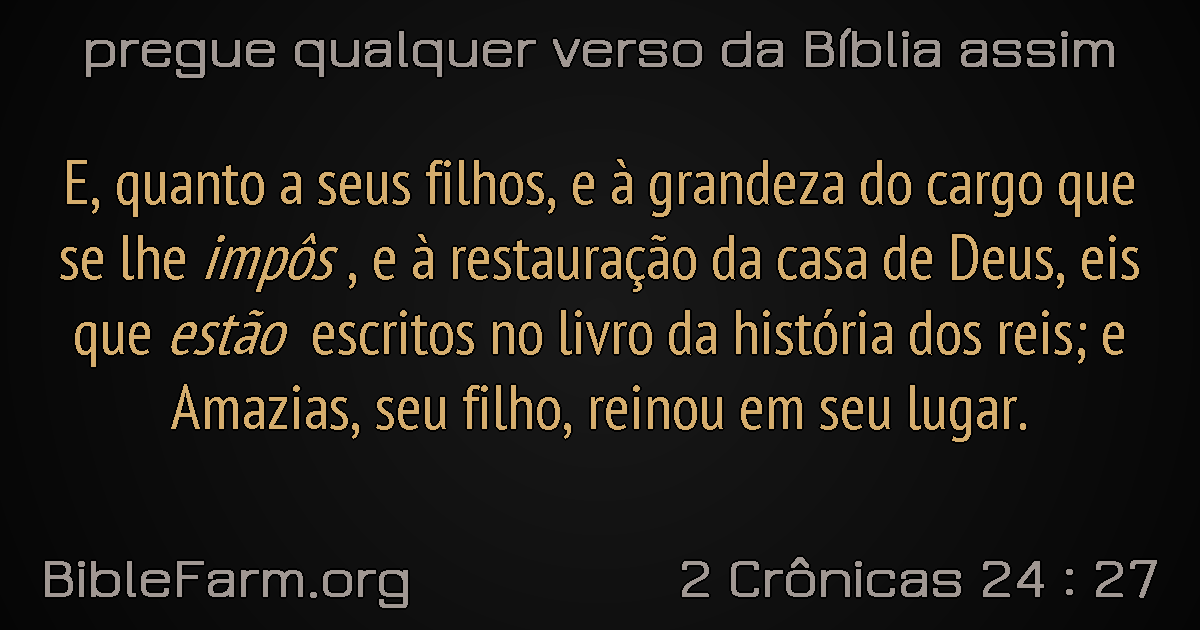 pregue qualquer verso da Bíblia assim
E, quanto a seus filhos, e à grandeza do cargo que
se lhe impôs , e à restauração da casa de Deus, eis
que estão escritos no livro da história dos reis; e
Amazias, seu filho, reinou em seu lugar.
BibleFarm.org
2 Crônicas 24 : 27